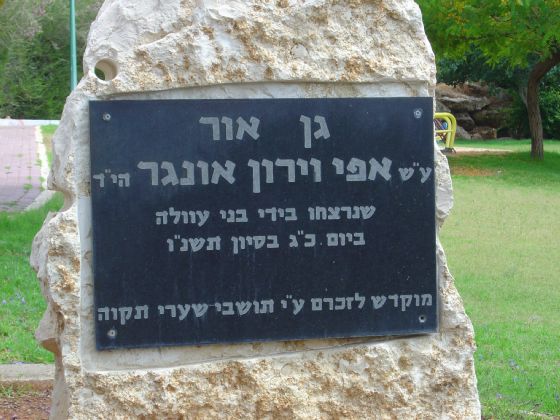 גן אור
ע״ש אפי וירון אונגר הי״ד
שנרצחו בידי בני עוולה
ביום כ״ג בסיון תשנ״ו
מוקדש לזכרם ע״י תושבי שערי תקוה